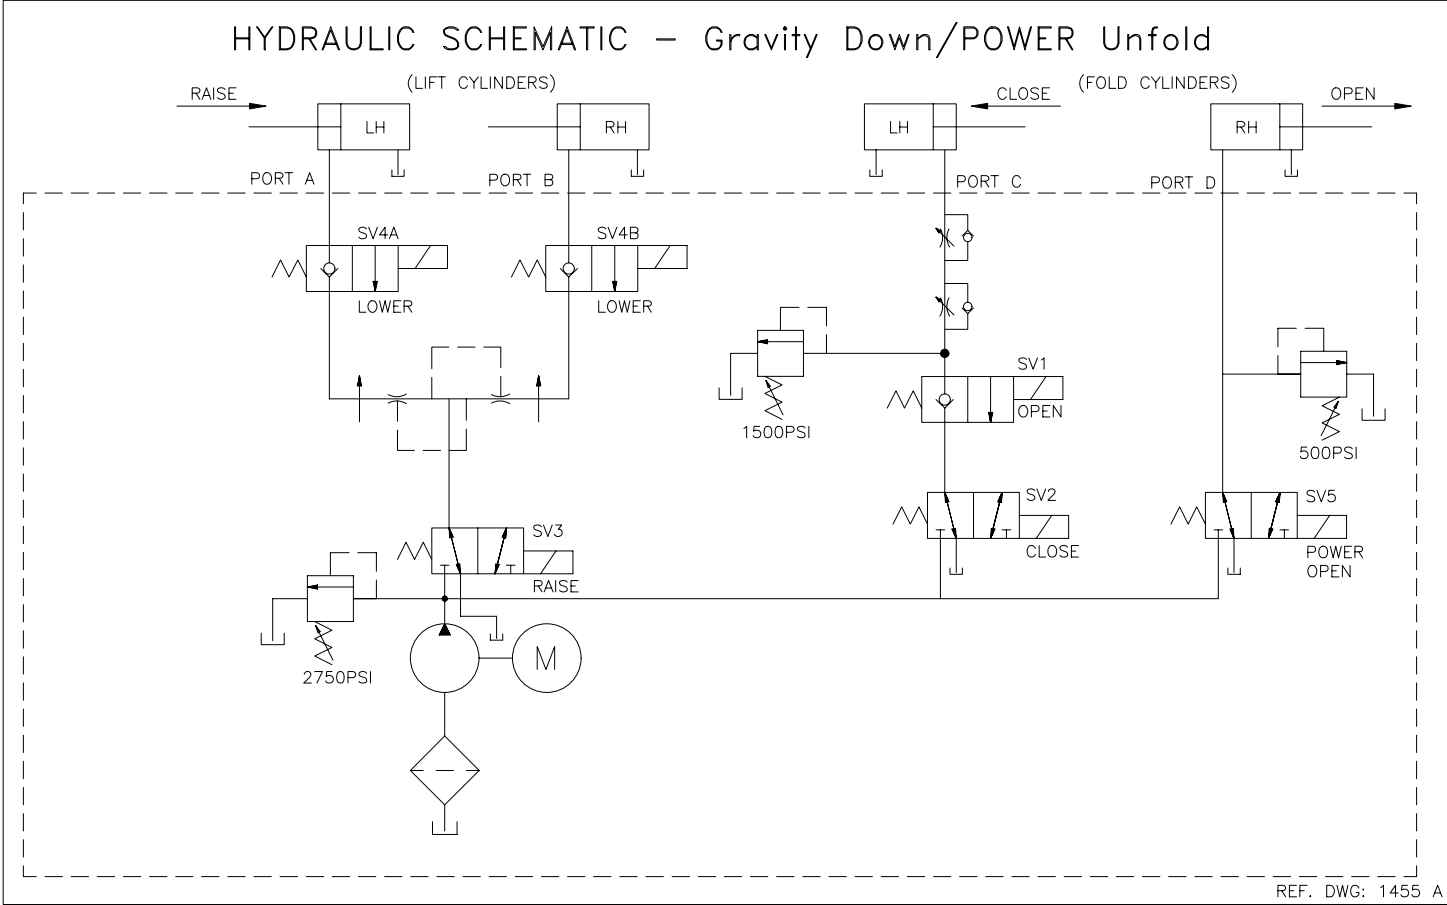 HYDRAULIC SCHEMATIC – Gravity Down/POWER Unfold
(LIFT CYLINDERS)
(FOLD CYLINDERS)
RAISE
CLOSE
OPEN
LH
RH
LH
RH
PORT A
PORT B
PORT C
PORT D
SV4A
SV4B
LOWER
LOWER
SV1
OPEN
1500PSI
500PSI
SV2
SV5
CLOSE
POWER
OPEN
SV3
RAISE
M
2750PSI
REF. DWG: 1455 A